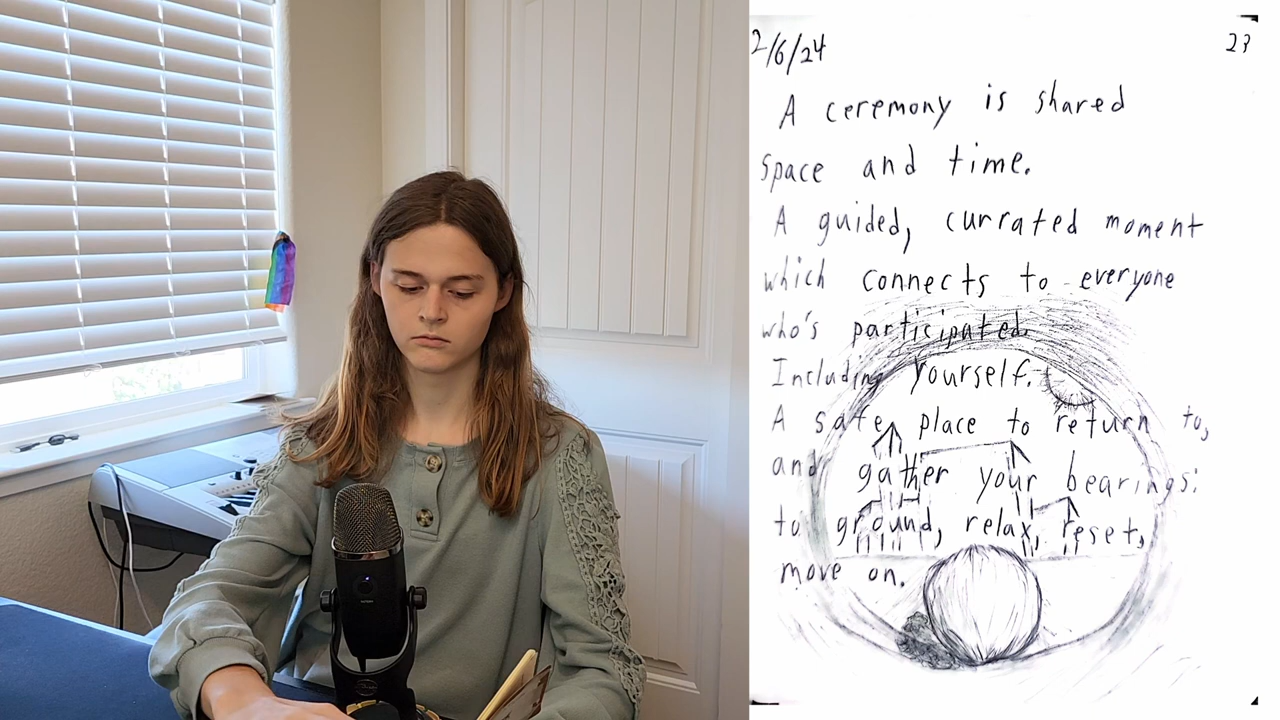 2/6/24
23
A ceremony is shared
space and time.
A guided, currated moment
which connects to everyone
who's participated.
Including Yourself.
A safe place to return to,
and gather your bearings:
to ground, relax, reset,
move on.